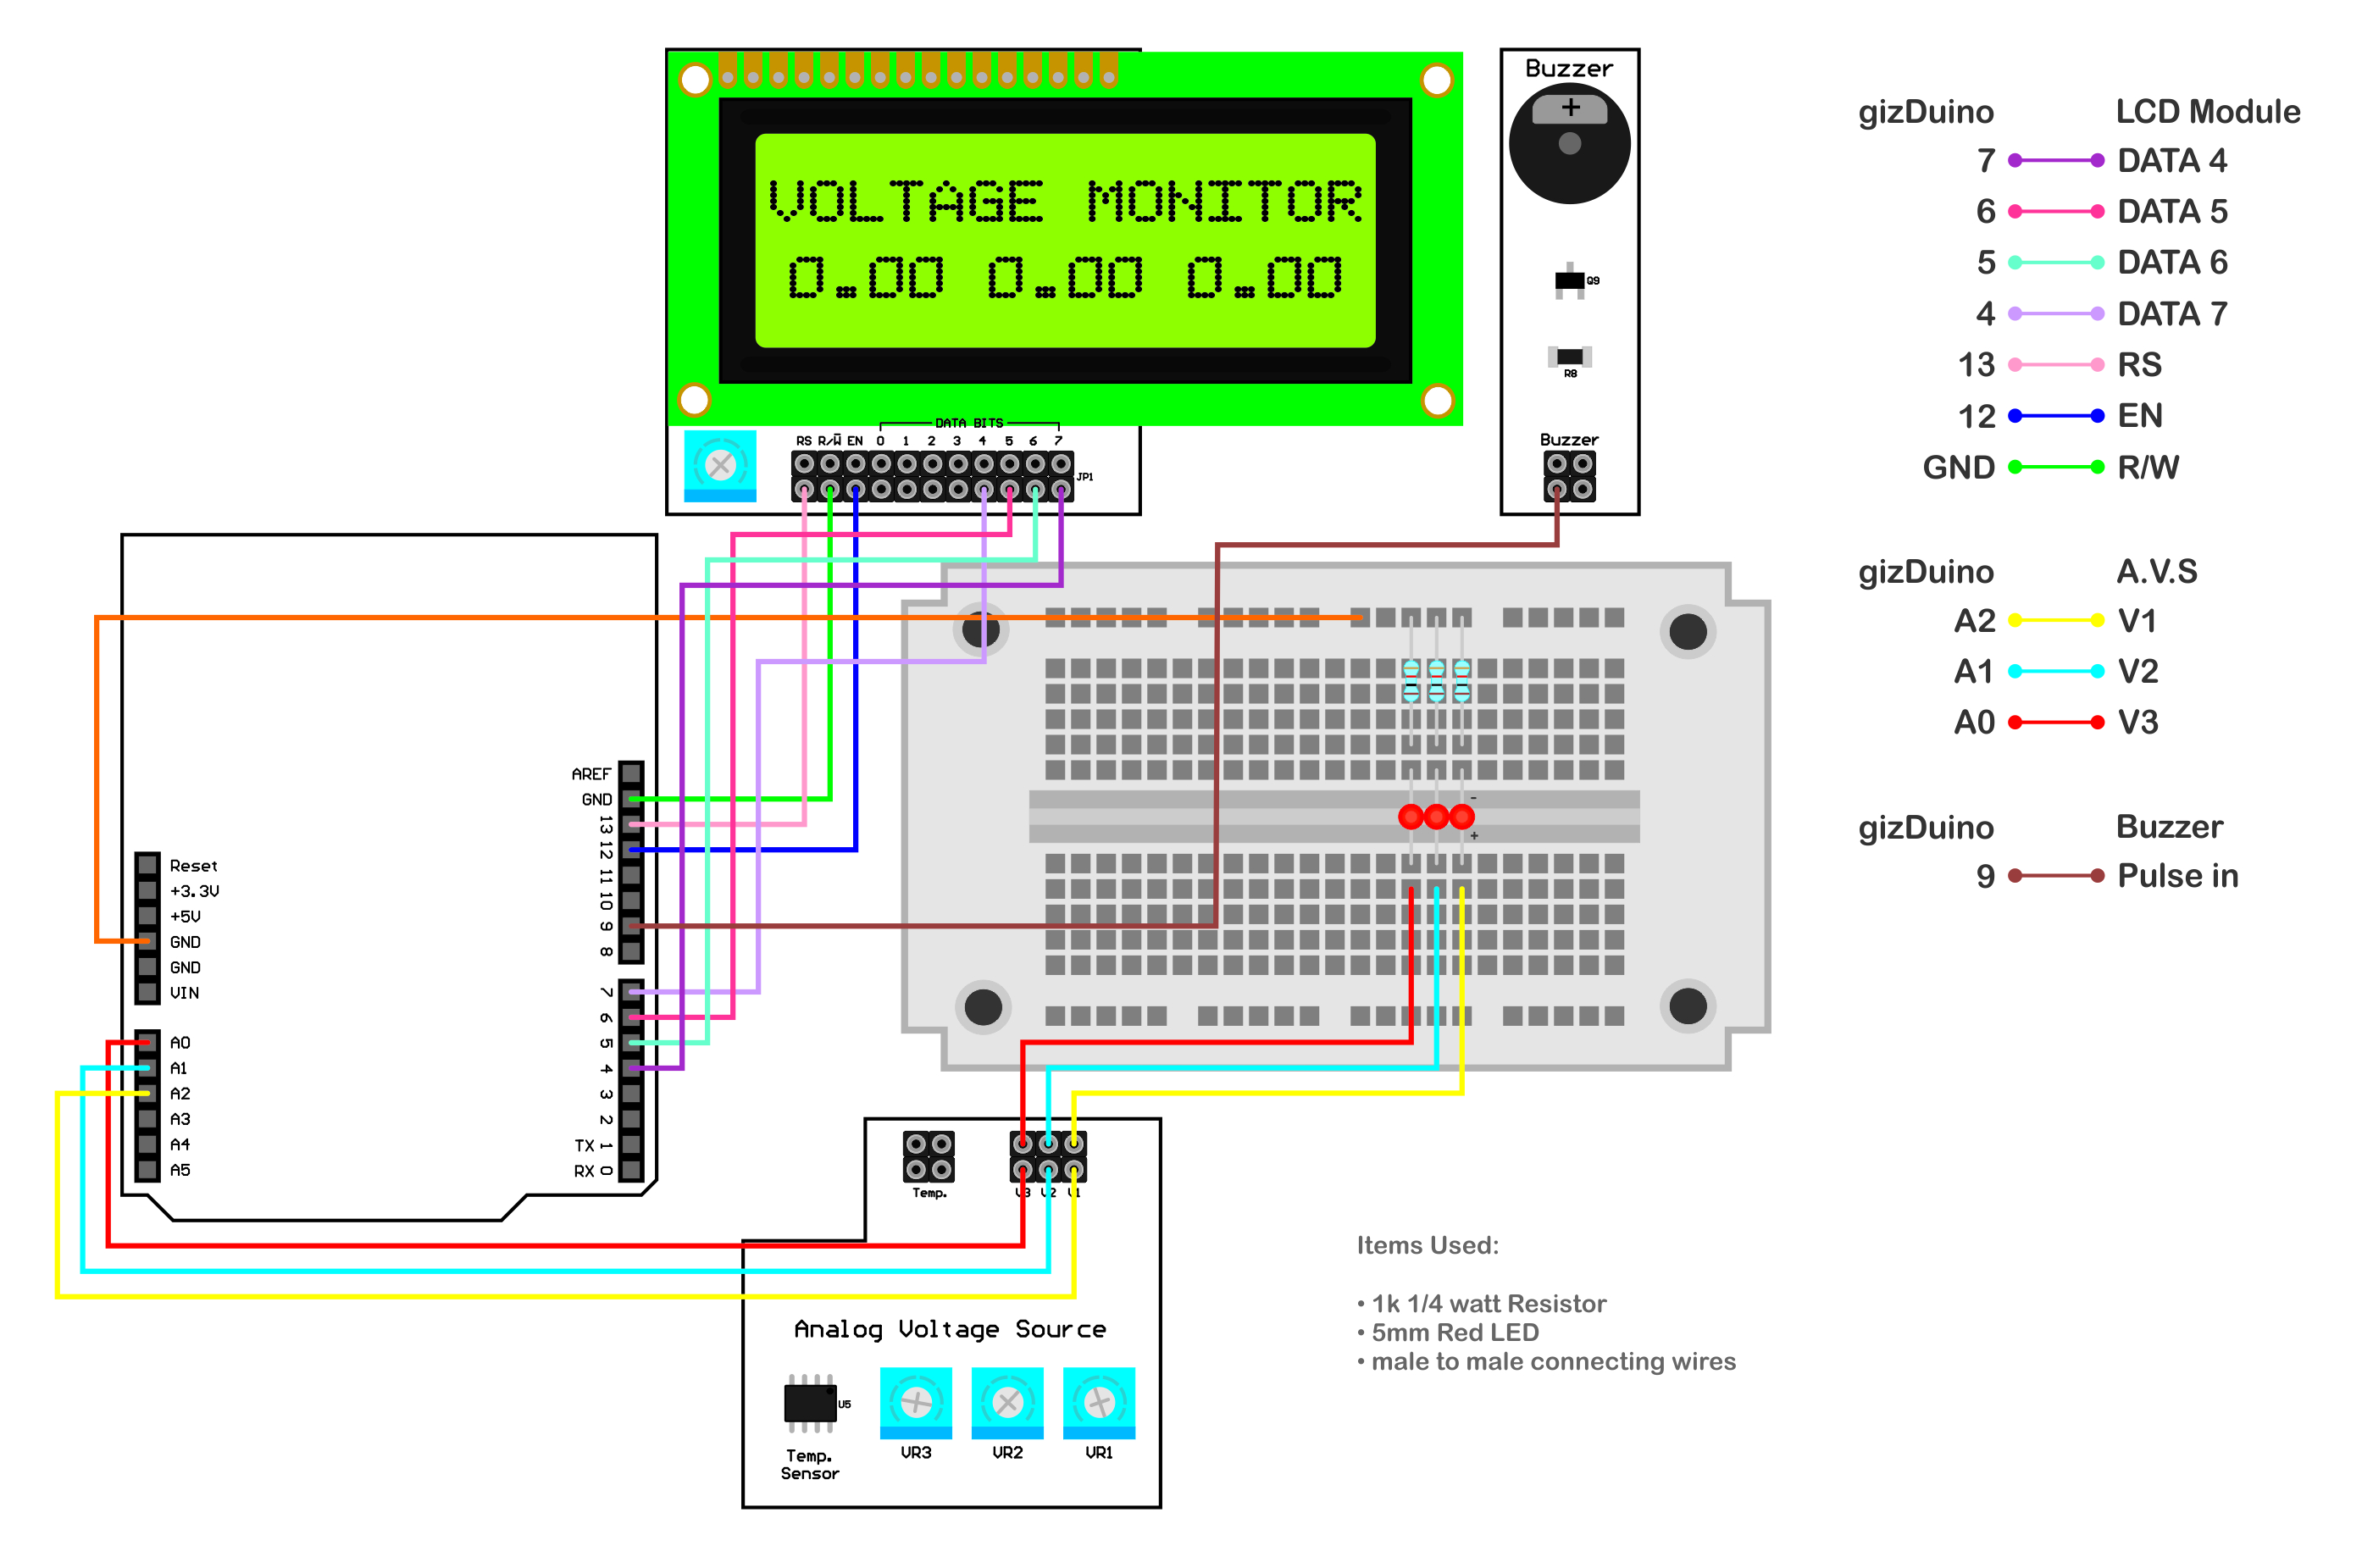 VOLTAGE MONITOR
0.00 0.00 0.00
DATA BITS
RS R/W EN 0 1 2 3 4 5 6 7
JP1
Buzzer
+
Q9
R8
Buzzer
AREF
GND
13
12
11
10
9
8
7
6
5
4
3
2
TX 1
RX 0
Reset
+3.3V
+5V
GND
GND
VIN
A0
A1
A2
A3
A4
A5
-
+
Temp.
V3 V2 V1
Analog Voltage Source
U5
Temp.
Sensor
VR3
VR2
VR1
gizDuino LCD Module
7 DATA 4
6 DATA 5
5 DATA 6
4 DATA 7
13 RS
12 EN
GND R/W
gizDuino A.V.S
A2 V1
A1 V2
A0 V3
gizDuino Buzzer
9 Pulse in
Items Used:
• 1k 1/4 watt Resistor
• 5mm Red LED
• male to male connecting wires